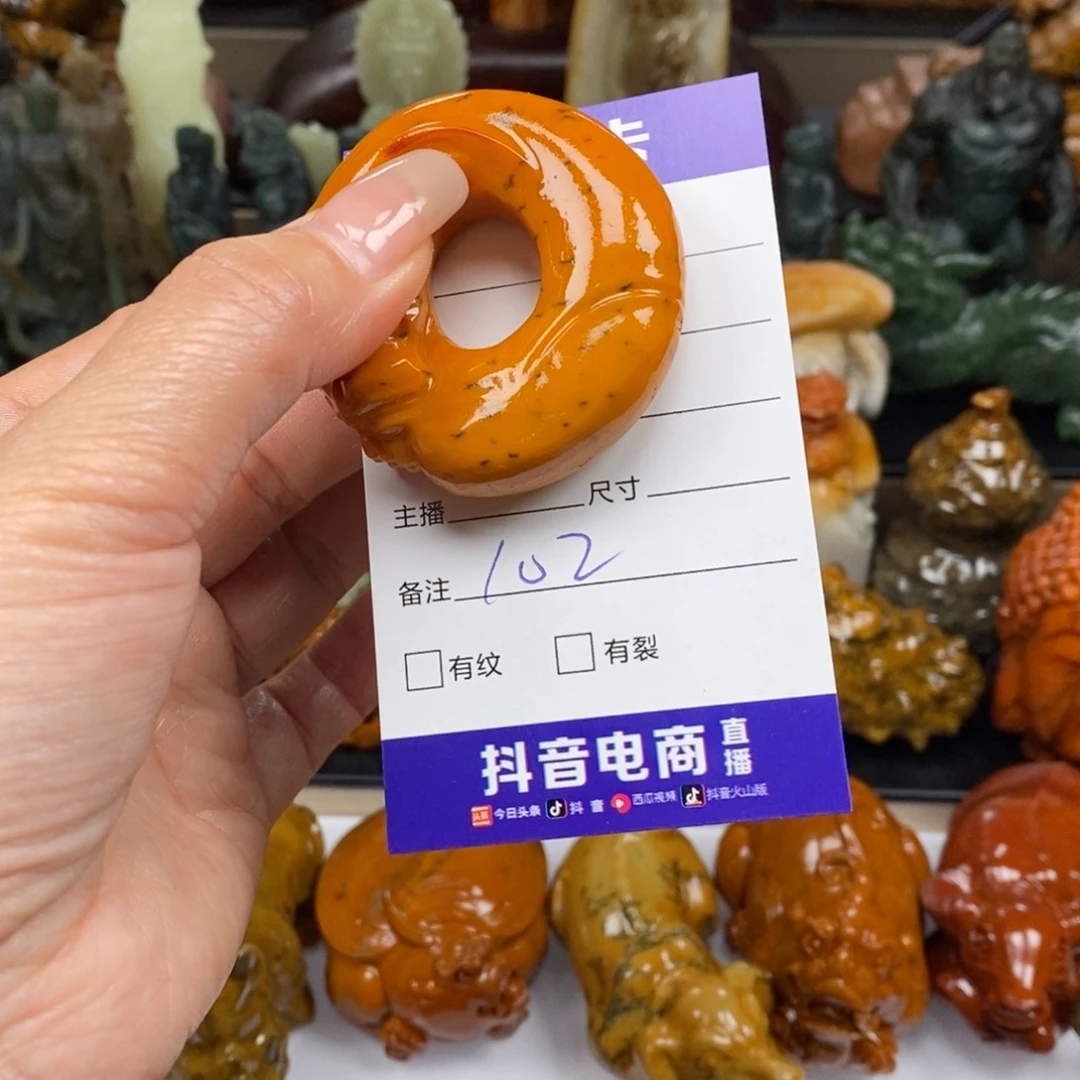 卡
主播 尺寸
备注 102
有纹 有裂
抖音电商 直播
今日头条 抖音 西瓜视频 抖音火山版